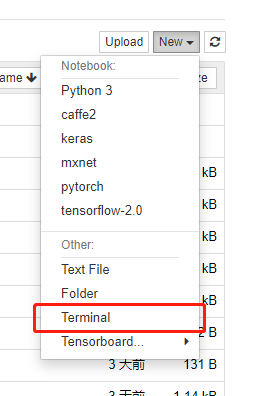 Upload New
ame ze
Notebook:
Python 3
caffe2
keras
mxnet
pytorch
kB
tensorflow-2.0
kB
Other:
kB
Text File
kB
Folder
kB
Terminal
2 B
Tensorboard...
3 天前 131 B
3 天前 1.14 kB